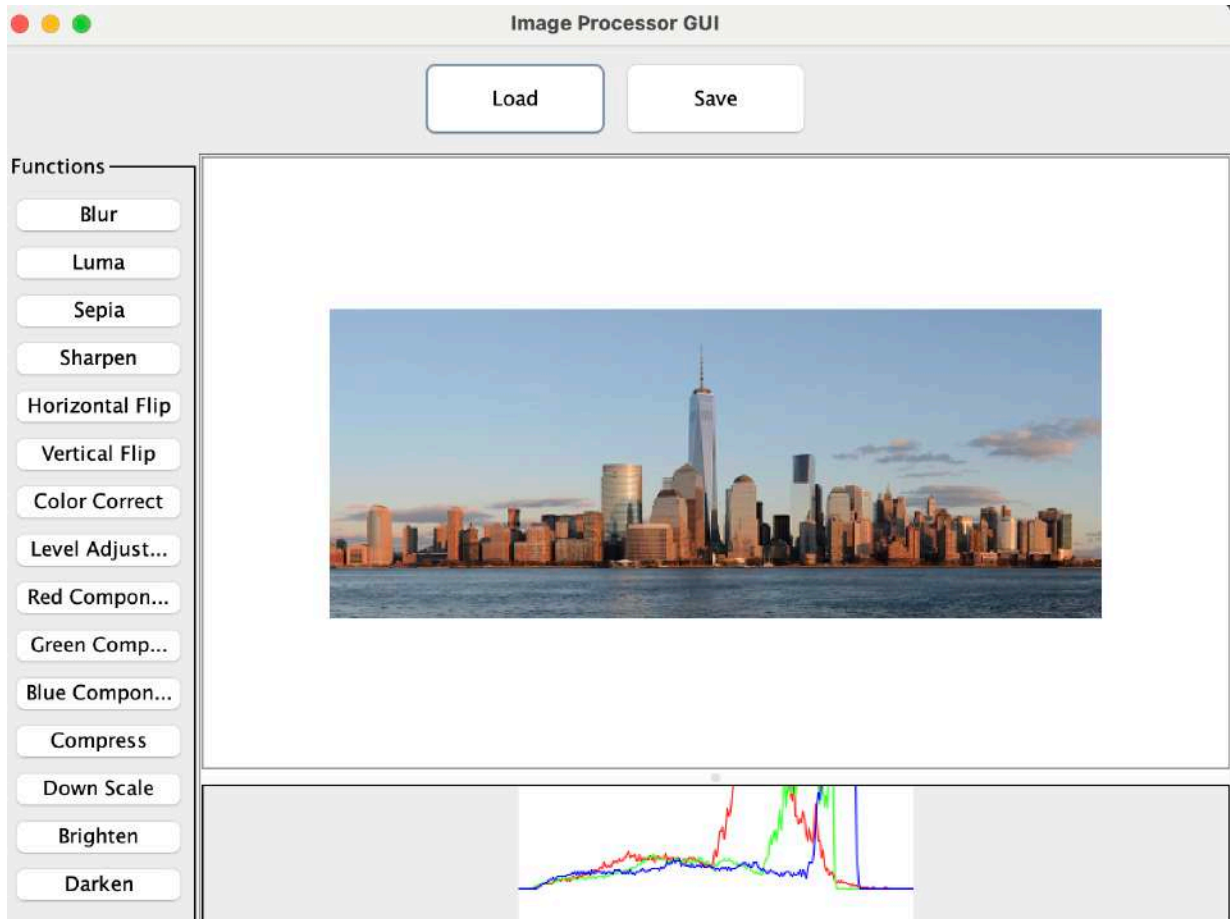 Image Processor GUI
Load
Save
Functions
Blur
Luma
Sepia
Sharpen
Horizontal Flip
Vertical Flip
Color Correct
Level Adjust...
Red Compon...
Green Comp...
Blue Compon...
Compress
Down Scale
Brighten
Darken